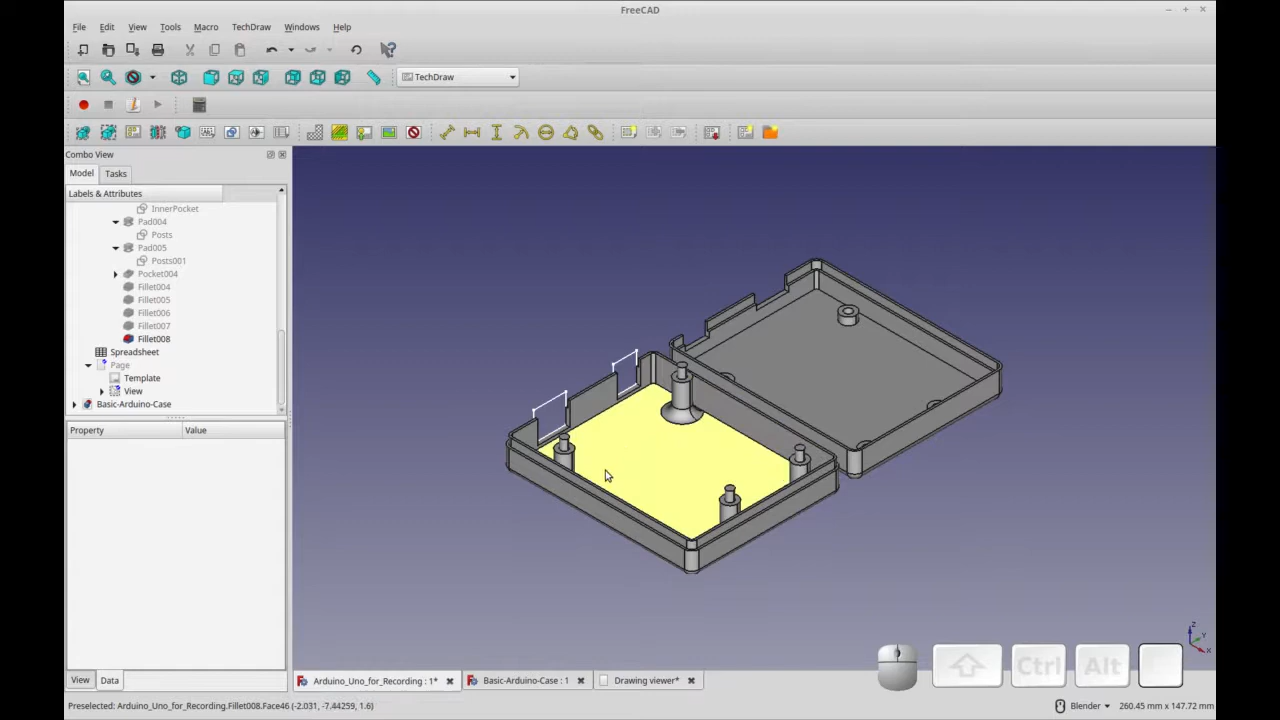 FreeCAD
File Edit View Tools Macro TechDraw Windows Help
TechDraw
Combo View
Model Tasks
Labels & Attributes
InnerPocket
Pad004
Posts
Pad005
Posts001
Pocket004
Fillet004
Fillet005
Fillet006
Fillet007
Fillet008
Spreadsheet
Page
Template
View
Basic-Arduino-Case
Property Value
Z
Y
X
Ctrl Alt
View Data
Arduino_Uno_for_Recording : 1* Basic-Arduino-Case : 1 Drawing viewer*
Preselected: Arduino_Uno_for_Recording.Fillet008.Face46 (-2.031, -7.44259, 1.6) Blender 260.45 mm x 147.72 mm